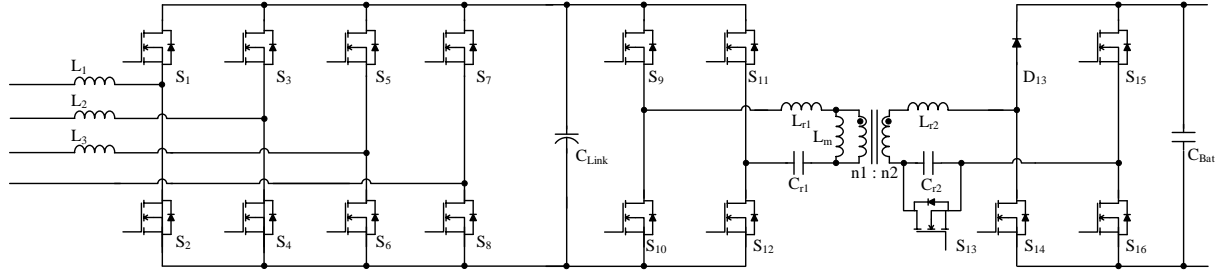 L1
L2
L3
S1
S3
S5
S7
S2
S4
S6
S8
CLink
S9
S11
S10
S12
Lr1
Lm
Cr1
n1 : n2
Lr2
Cr2
S13
D13
S15
S14
S16
CBat